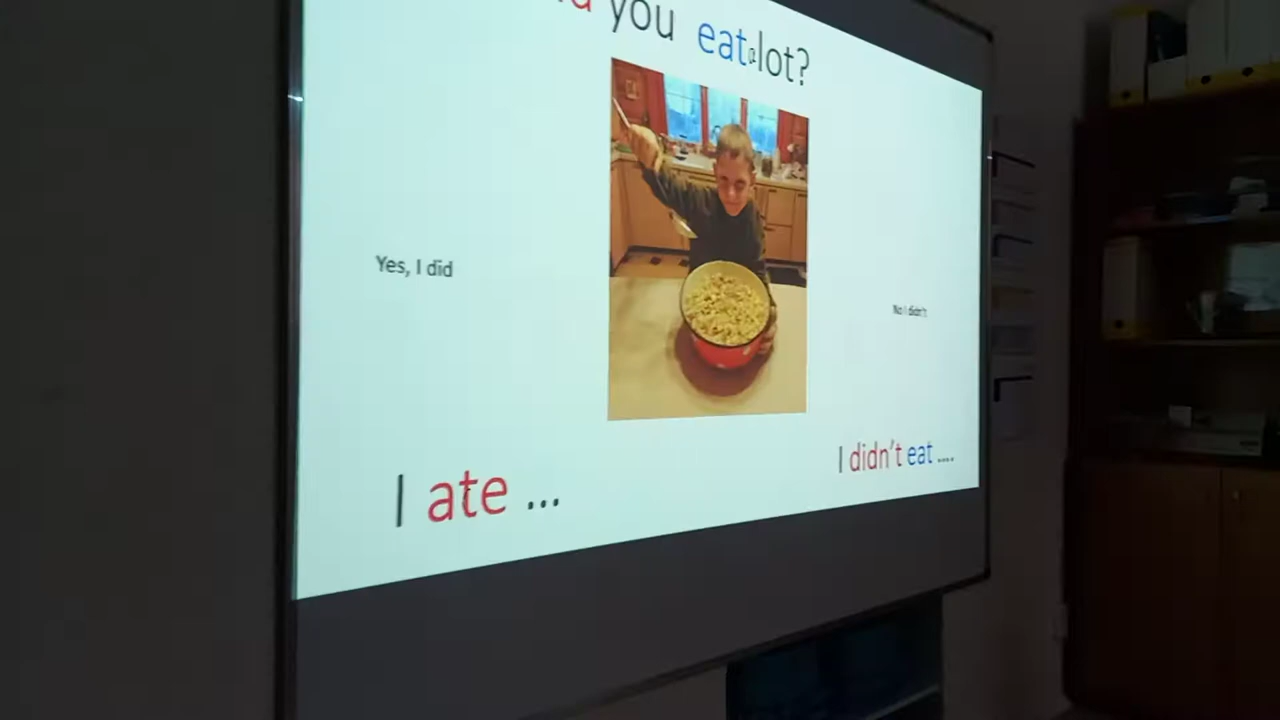 you eat lot?
Yes, I did
No I didn't
I ate ...
I didn't eat ....